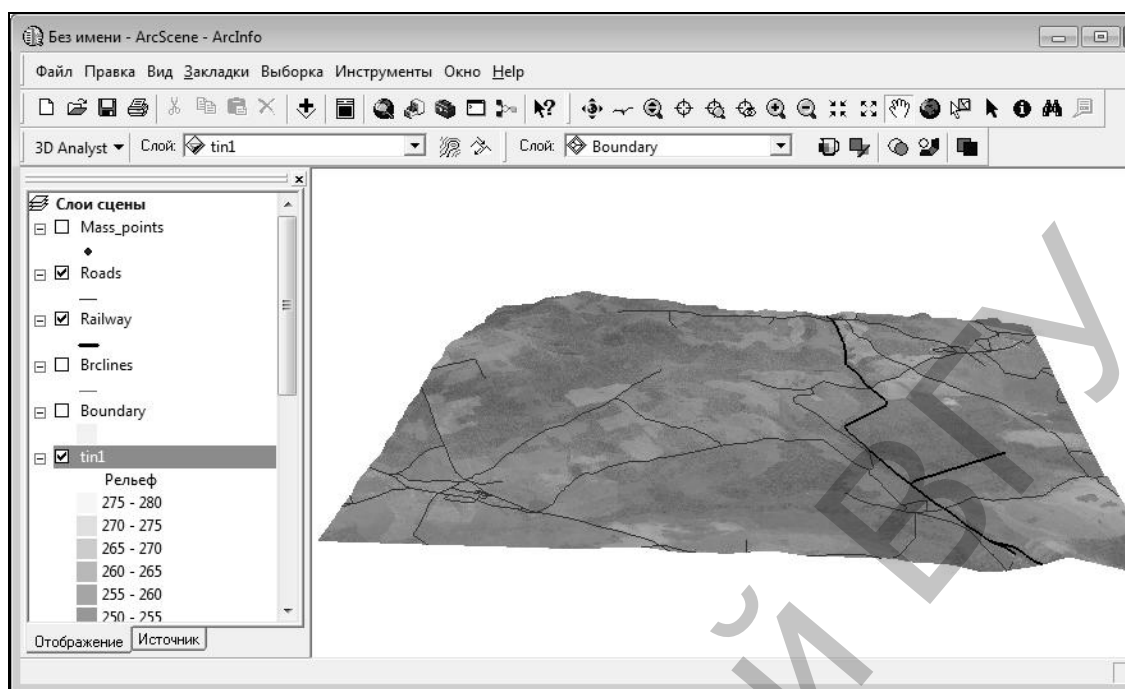 Без имени - ArcScene - ArcInfo
Файл Правка Вид Закладки Выборка Инструменты Окно Help
3D Analyst Слой: tin1 Слой: Boundary
Слои сцены
Mass_points
Roads
Railway
Brclines
Boundary
tin1
Рельеф
275 - 280
270 - 275
265 - 270
260 - 265
255 - 260
250 - 255
Отображение Источник
Й ВГУ